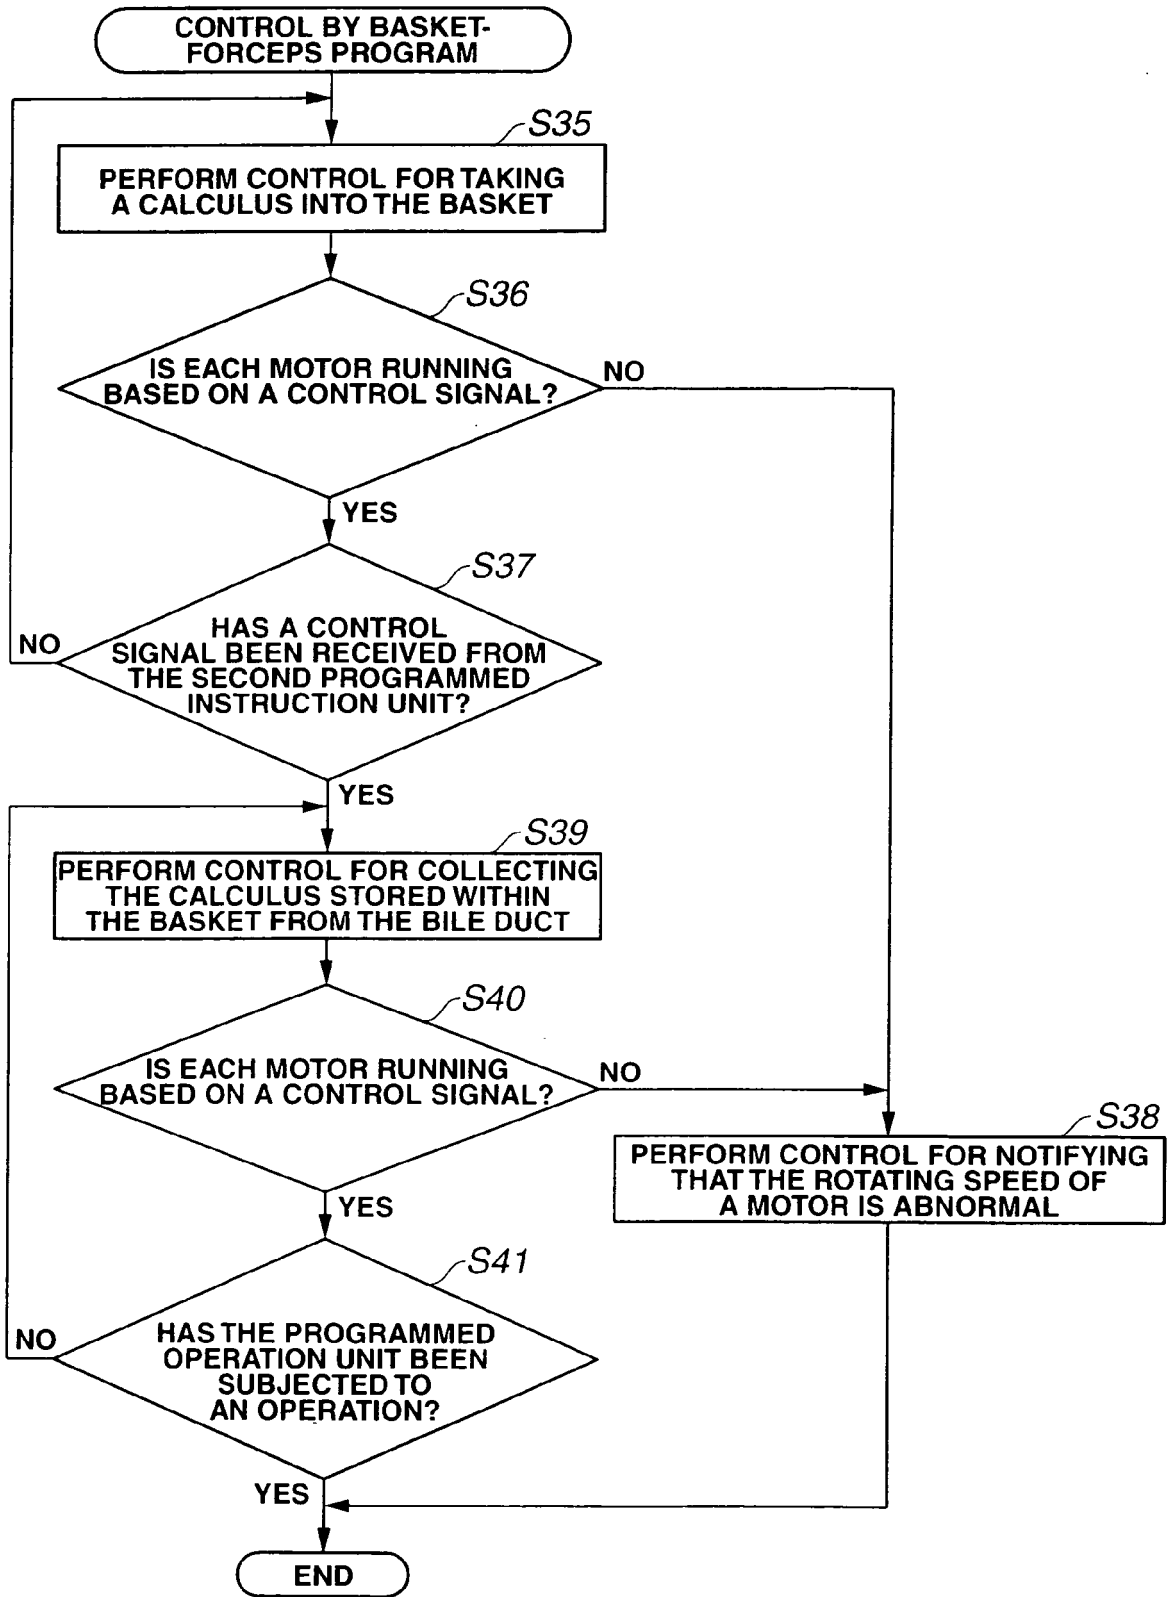 CONTROL BY BASKET-
FORCEPS PROGRAM
S35
PERFORM CONTROL FOR TAKING
A CALCULUS INTO THE BASKET
S36
IS EACH MOTOR RUNNING
BASED ON A CONTROL SIGNAL?
NO
YES
S37
HAS A CONTROL
SIGNAL BEEN RECEIVED FROM
THE SECOND PROGRAMMED
INSTRUCTION UNIT?
NO
YES
S39
PERFORM CONTROL FOR COLLECTING
THE CALCULUS STORED WITHIN
THE BASKET FROM THE BILE DUCT
S40
IS EACH MOTOR RUNNING
BASED ON A CONTROL SIGNAL?
NO
YES
S38
PERFORM CONTROL FOR NOTIFYING
THAT THE ROTATING SPEED OF
A MOTOR IS ABNORMAL
S41
HAS THE PROGRAMMED
OPERATION UNIT BEEN
SUBJECTED TO
AN OPERATION?
NO
YES
END